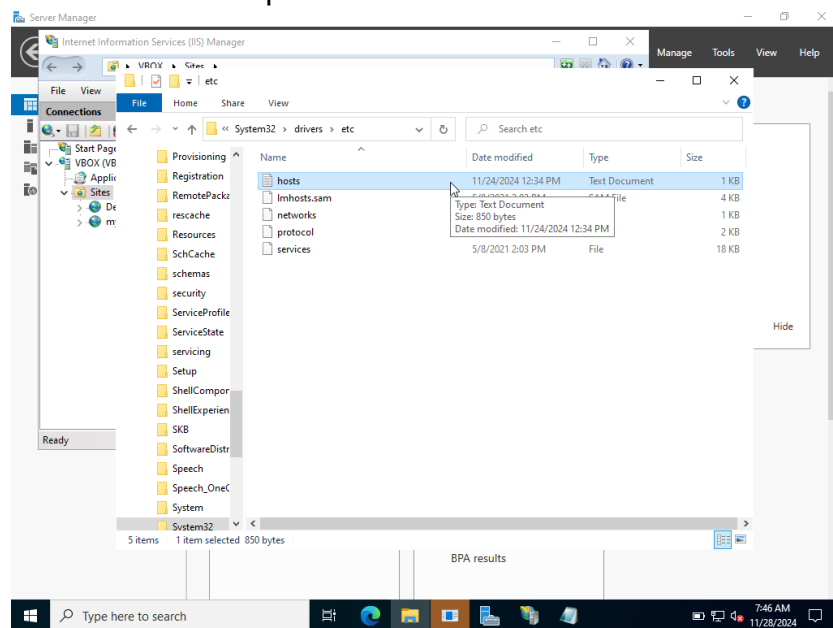 Server Manager
Internet Information Services (IIS) Manager
Manage Tools View Help
VBOX Sites
etc
File View
File Home Share View
Connections
« System32 > drivers > etc
Search etc
Start Page
VBOX (VB
Applic
Sites
De
Provisioning
Registration
RemotePacka
rescache
Resources
SchCache
schemas
security
ServiceProfile
ServiceState
servicing
Setup
ShellCompor
ShellExperien
SKB
SoftwareDistr
Speech
Speech_OneC
System
System32
Name Date modified Type Size
hosts 11/24/2024 12:34 PM Text Document 1 KB
lmhosts.sam 4 KB
networks 1 KB
protocol 2 KB
services 5/8/2021 2:03 PM File 18 KB
Type: Text Document
Size: 850 bytes
Date modified: 11/24/2024 12:34 PM
Hide
Ready
5 items 1 item selected 850 bytes
BPA results
Type here to search
7:46 AM
11/28/2024